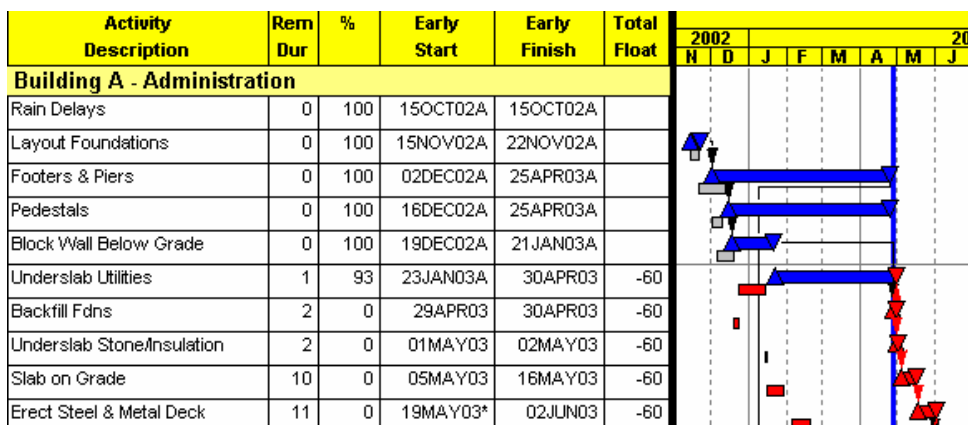 Activity Rem % Early Early Total
Description Dur Start Finish Float
2002 20
N D J F M A M J
Building A - Administration
Rain Delays 0 100 15OCT02A 15OCT02A
Layout Foundations 0 100 15NOV02A 22NOV02A
Footers & Piers 0 100 02DEC02A 25APR03A
Pedestals 0 100 16DEC02A 25APR03A
Block Wall Below Grade 0 100 19DEC02A 21JAN03A
Underslab Utilities 1 93 23JAN03A 30APR03 -60
Backfill Fdns 2 0 29APR03 30APR03 -60
Underslab Stone/Insulation 2 0 01MAY03 02MAY03 -60
Slab on Grade 10 0 05MAY03 16MAY03 -60
Erect Steel & Metal Deck 11 0 19MAY03* 02JUN03 -60